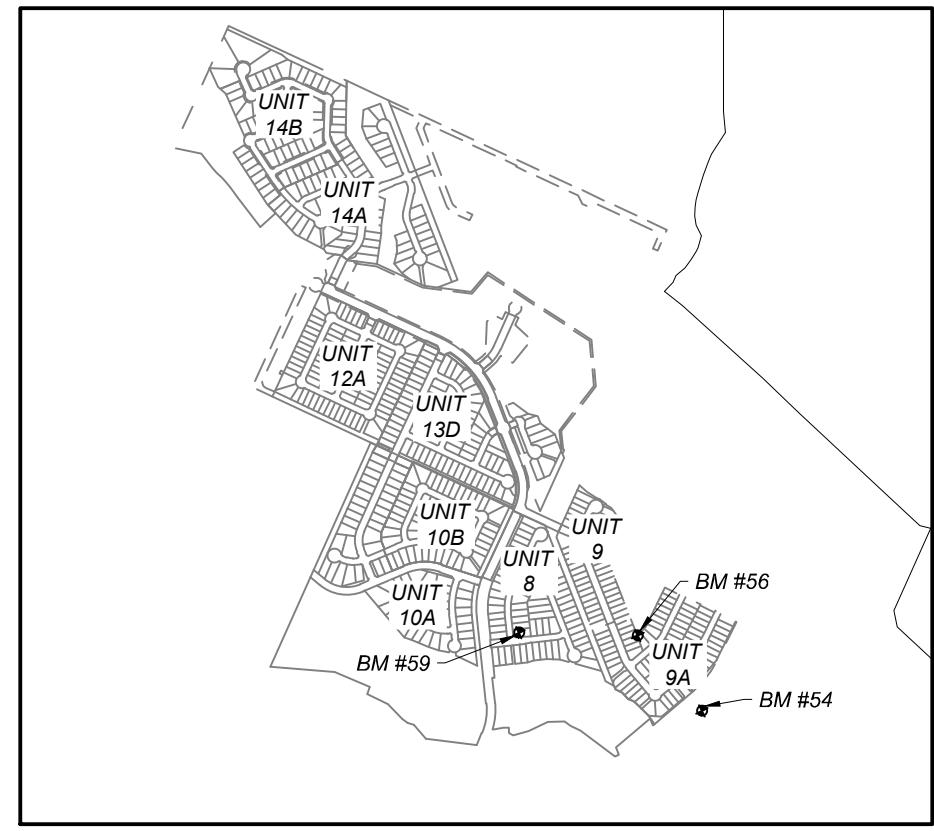 UNIT
14B
UNIT
14A
UNIT
12A
UNIT
13D
UNIT
10B
UNIT
9
UNIT
8
UNIT
10A
BM #56
BM #59
UNIT
9A
BM #54